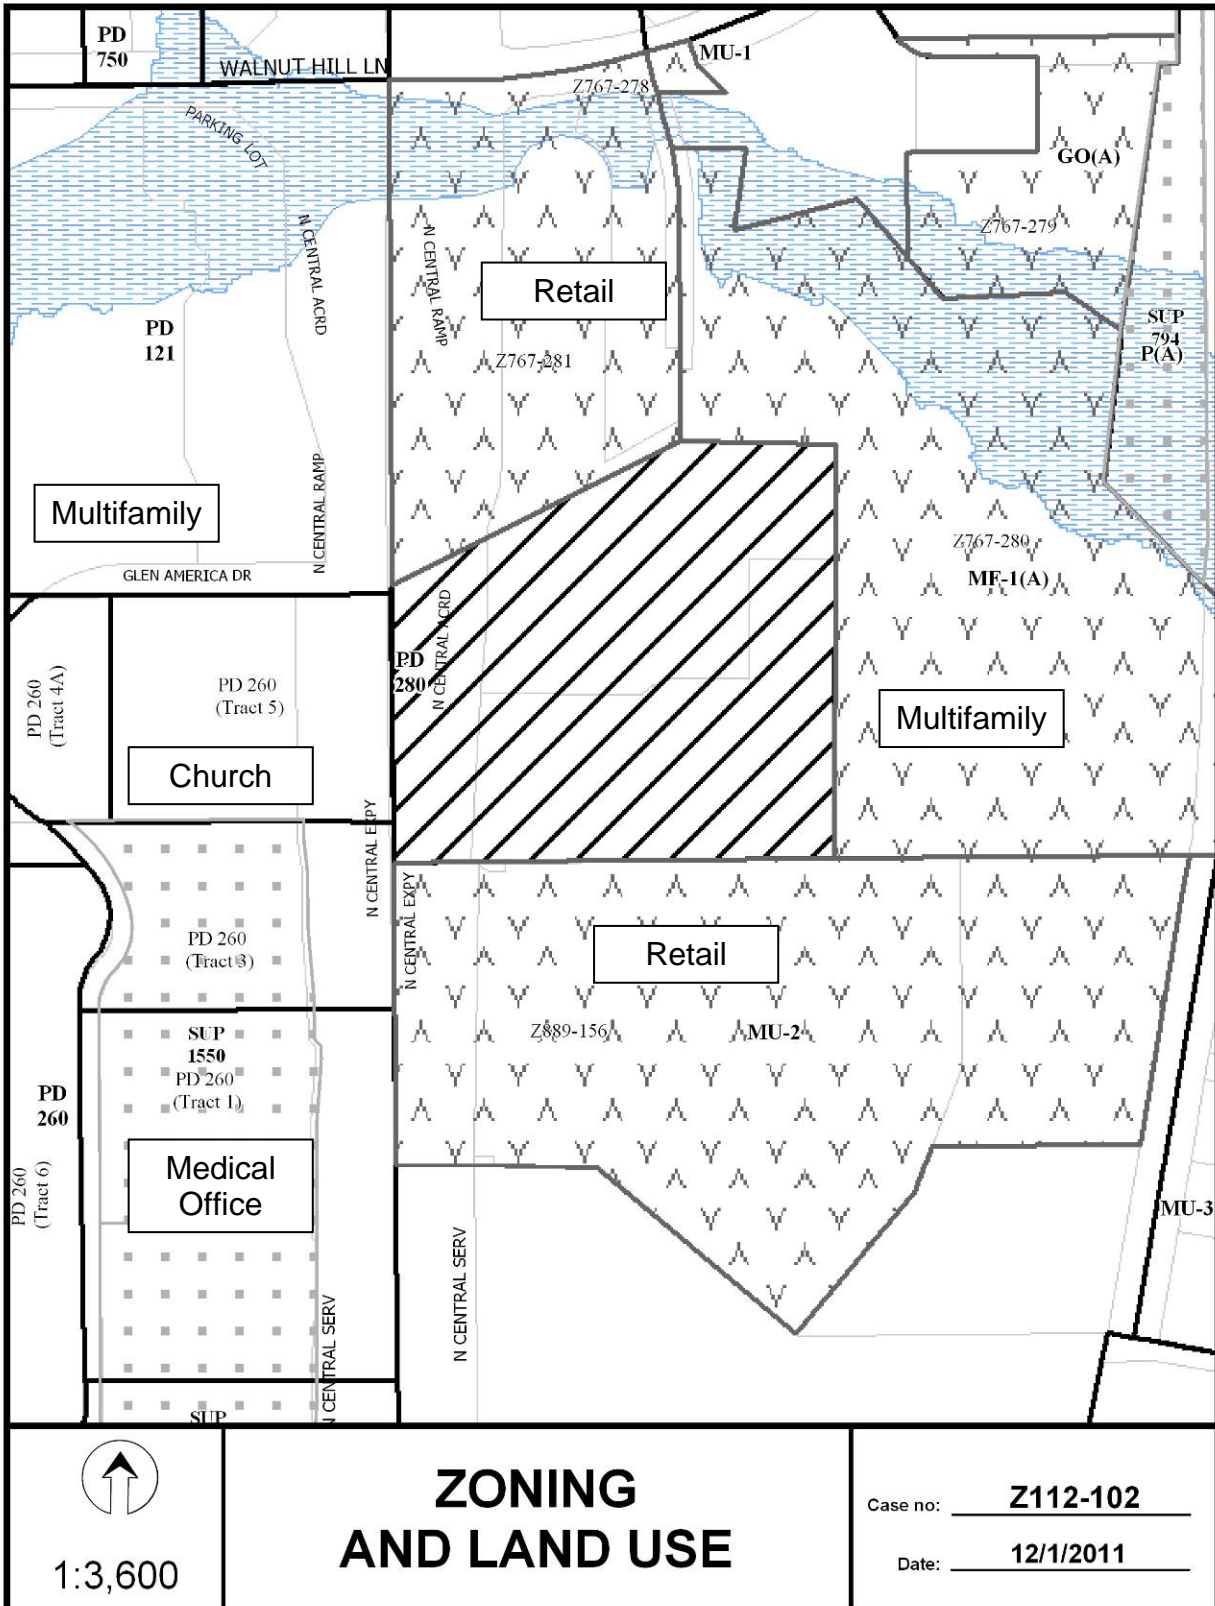 PD
750
WALNUT HILL LN
MU-1
Z767-278
PARKING LOT
GO(A)
N CENTRAL ACRD
N CENTRAL RAMP
Z767-279
Retail
PD
121
SUP
794
P(A)
Z767-281
Multifamily
N CENTRAL RAMP
Z767-280
MF-1(A)
GLEN AMERICA DR
N CENTRAL ACRD
PD
280
PD 260
(Tract 4A)
PD 260
(Tract 5)
Multifamily
Church
N CENTRAL EXPY
N CENTRAL EXPY
PD 260
(Tract 3)
Retail
SUP
1550
PD 260
(Tract 1)
Z889-156
MU-2
PD
260
PD 260
(Tract 6)
Medical
Office
MU-3
N CENTRAL SERV
N CENTRAL SERV
SUP
1:3,600
ZONING
AND LAND USE
Case no: Z112-102
Date: 12/1/2011